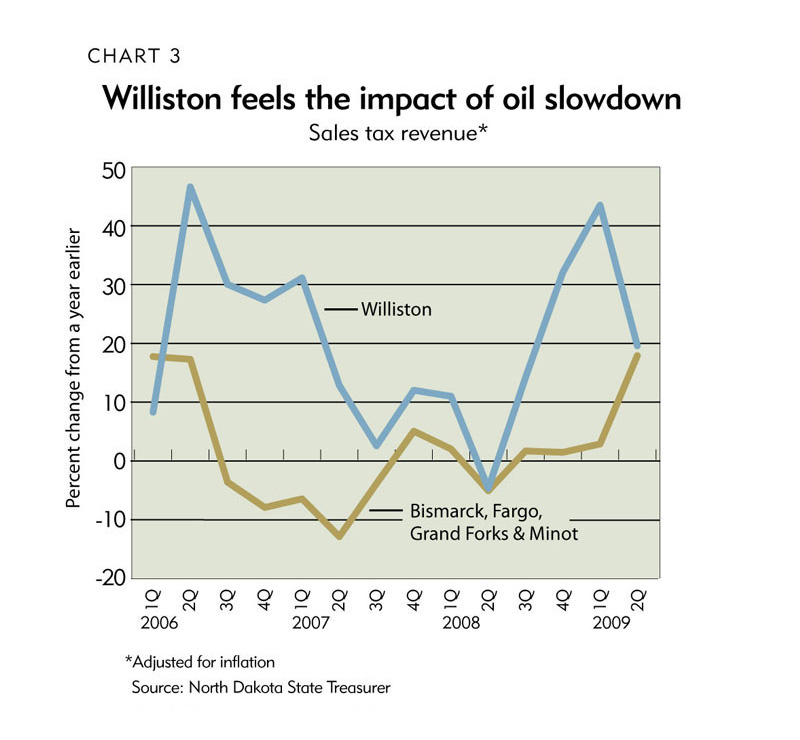 CHART 3
Williston feels the impact of oil slowdown
Sales tax revenue*
Percent change from a year earlier
50
40
30
20
10
0
-10
-20
Williston
Bismarck, Fargo,
Grand Forks & Minot
1Q 2Q 3Q 4Q 1Q 2Q 3Q 4Q 1Q 2Q 3Q 4Q 1Q 2Q
2006 2007 2008 2009
*Adjusted for inflation
Source: North Dakota State Treasurer